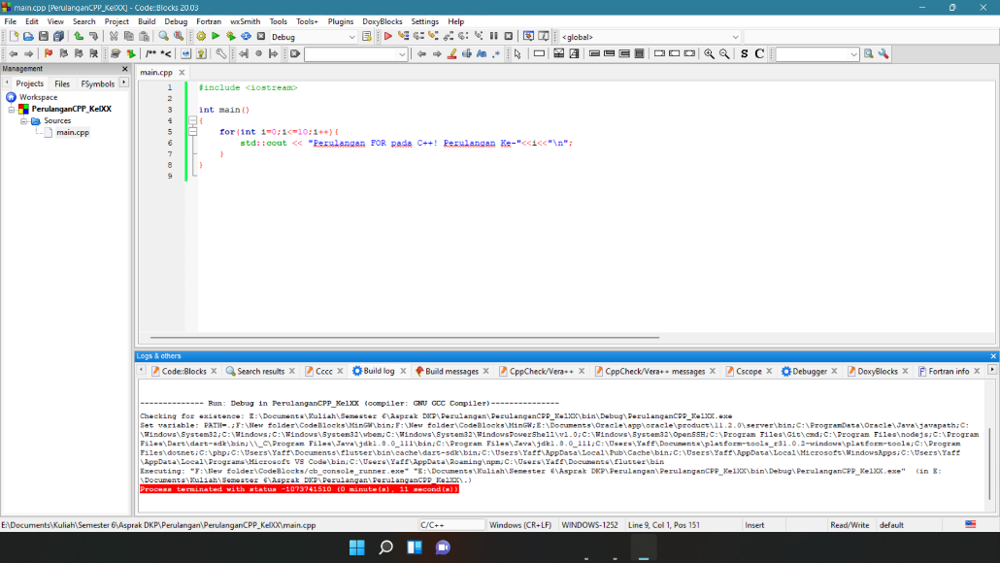 main.cpp [PerulanganCPP_KelXX] - Code::Blocks 20.03
File Edit View Search Project Build Debug Fortran wxSmith Tools Tools+ Plugins DoxyBlocks Settings Help
Debug
<global>
/** *<
S C
Management
Projects Files FSymbols
Workspace
PerulanganCPP_KelXX
Sources
main.cpp
main.cpp
1 #include <iostream>
2
3 int main()
4 {
5 for(int i=0;i<=10;i++){
6 std::cout << "Perulangan FOR pada C++! Perulangan Ke-"<<i<<"\n";
7 }
8 }
9
Logs & others
Code::Blocks Search results Cccc Build log Build messages CppCheck/Vera++ CppCheck/Vera++ messages Cscope Debugger DoxyBlocks Fortran info
-------------- Run: Debug in PerulanganCPP_KelXX (compiler: GNU GCC Compiler)---------------
Checking for existence: E:\Documents\Kuliah\Semester 6\Asprak DKP\Perulangan\PerulanganCPP_KelXX\bin\Debug\PerulanganCPP_KelXX.exe
Set variable: PATH=.;F:\New folder\CodeBlocks\MinGW\bin;F:\New folder\CodeBlocks\MinGW;E:\Documents\Oracle\app\oracle\product\11.2.0\server\bin;C:\ProgramData\Oracle\Java\javapath;C:
\Windows\System32;C:\Windows;C:\Windows\System32\wbem;C:\Windows\System32\WindowsPowerShell\v1.0;C:\Windows\System32\OpenSSH;C:\Program Files\Git\cmd;C:\Program Files\nodejs;C:\Program
Files\Dart\dart-sdk\bin;\\_C\Program Files\Java\jdk1.8.0_111\bin;C:\Program Files\Java\jdk1.8.0_111;C:\Users\Yaff\Documents\platform-tools_r31.0.2-windows\platform-tools;C:\Program
Files\dotnet;C:\php;C:\Users\Yaff\Documents\flutter\bin\cache\dart-sdk\bin;C:\Users\Yaff\AppData\Local\Pub\Cache\bin;C:\Users\Yaff\AppData\Local\Microsoft\WindowsApps;C:\Users\Yaff
\AppData\Local\Programs\Microsoft VS Code\bin;C:\Users\Yaff\AppData\Roaming\npm;C:\Users\Yaff\Documents\flutter\bin
Executing: "F:\New folder\CodeBlocks/cb_console_runner.exe" "E:\Documents\Kuliah\Semester 6\Asprak DKP\Perulangan\PerulanganCPP_KelXX\bin\Debug\PerulanganCPP_KelXX.exe" (in E:
\Documents\Kuliah\Semester 6\Asprak DKP\Perulangan\PerulanganCPP_KelXX\.)
Process terminated with status -1073741510 (0 minute(s), 11 second(s))
E:\Documents\Kuliah\Semester 6\Asprak DKP\Perulangan\PerulanganCPP_KelXX\main.cpp C/C++ Windows (CR+LF) WINDOWS-1252 Line 9, Col 1, Pos 151 Insert Read/Write default